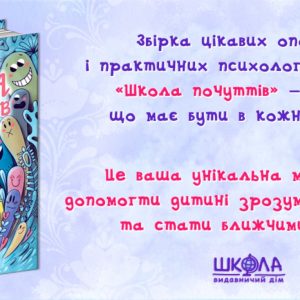 Збірка цікавих
і практичних
«Школа почуттів» —
що має бути в
Це ваша унікальна
допомогти дитині
та стати ближчими
ШКОЛА
ВИДАВНИЧИЙ ДІМ